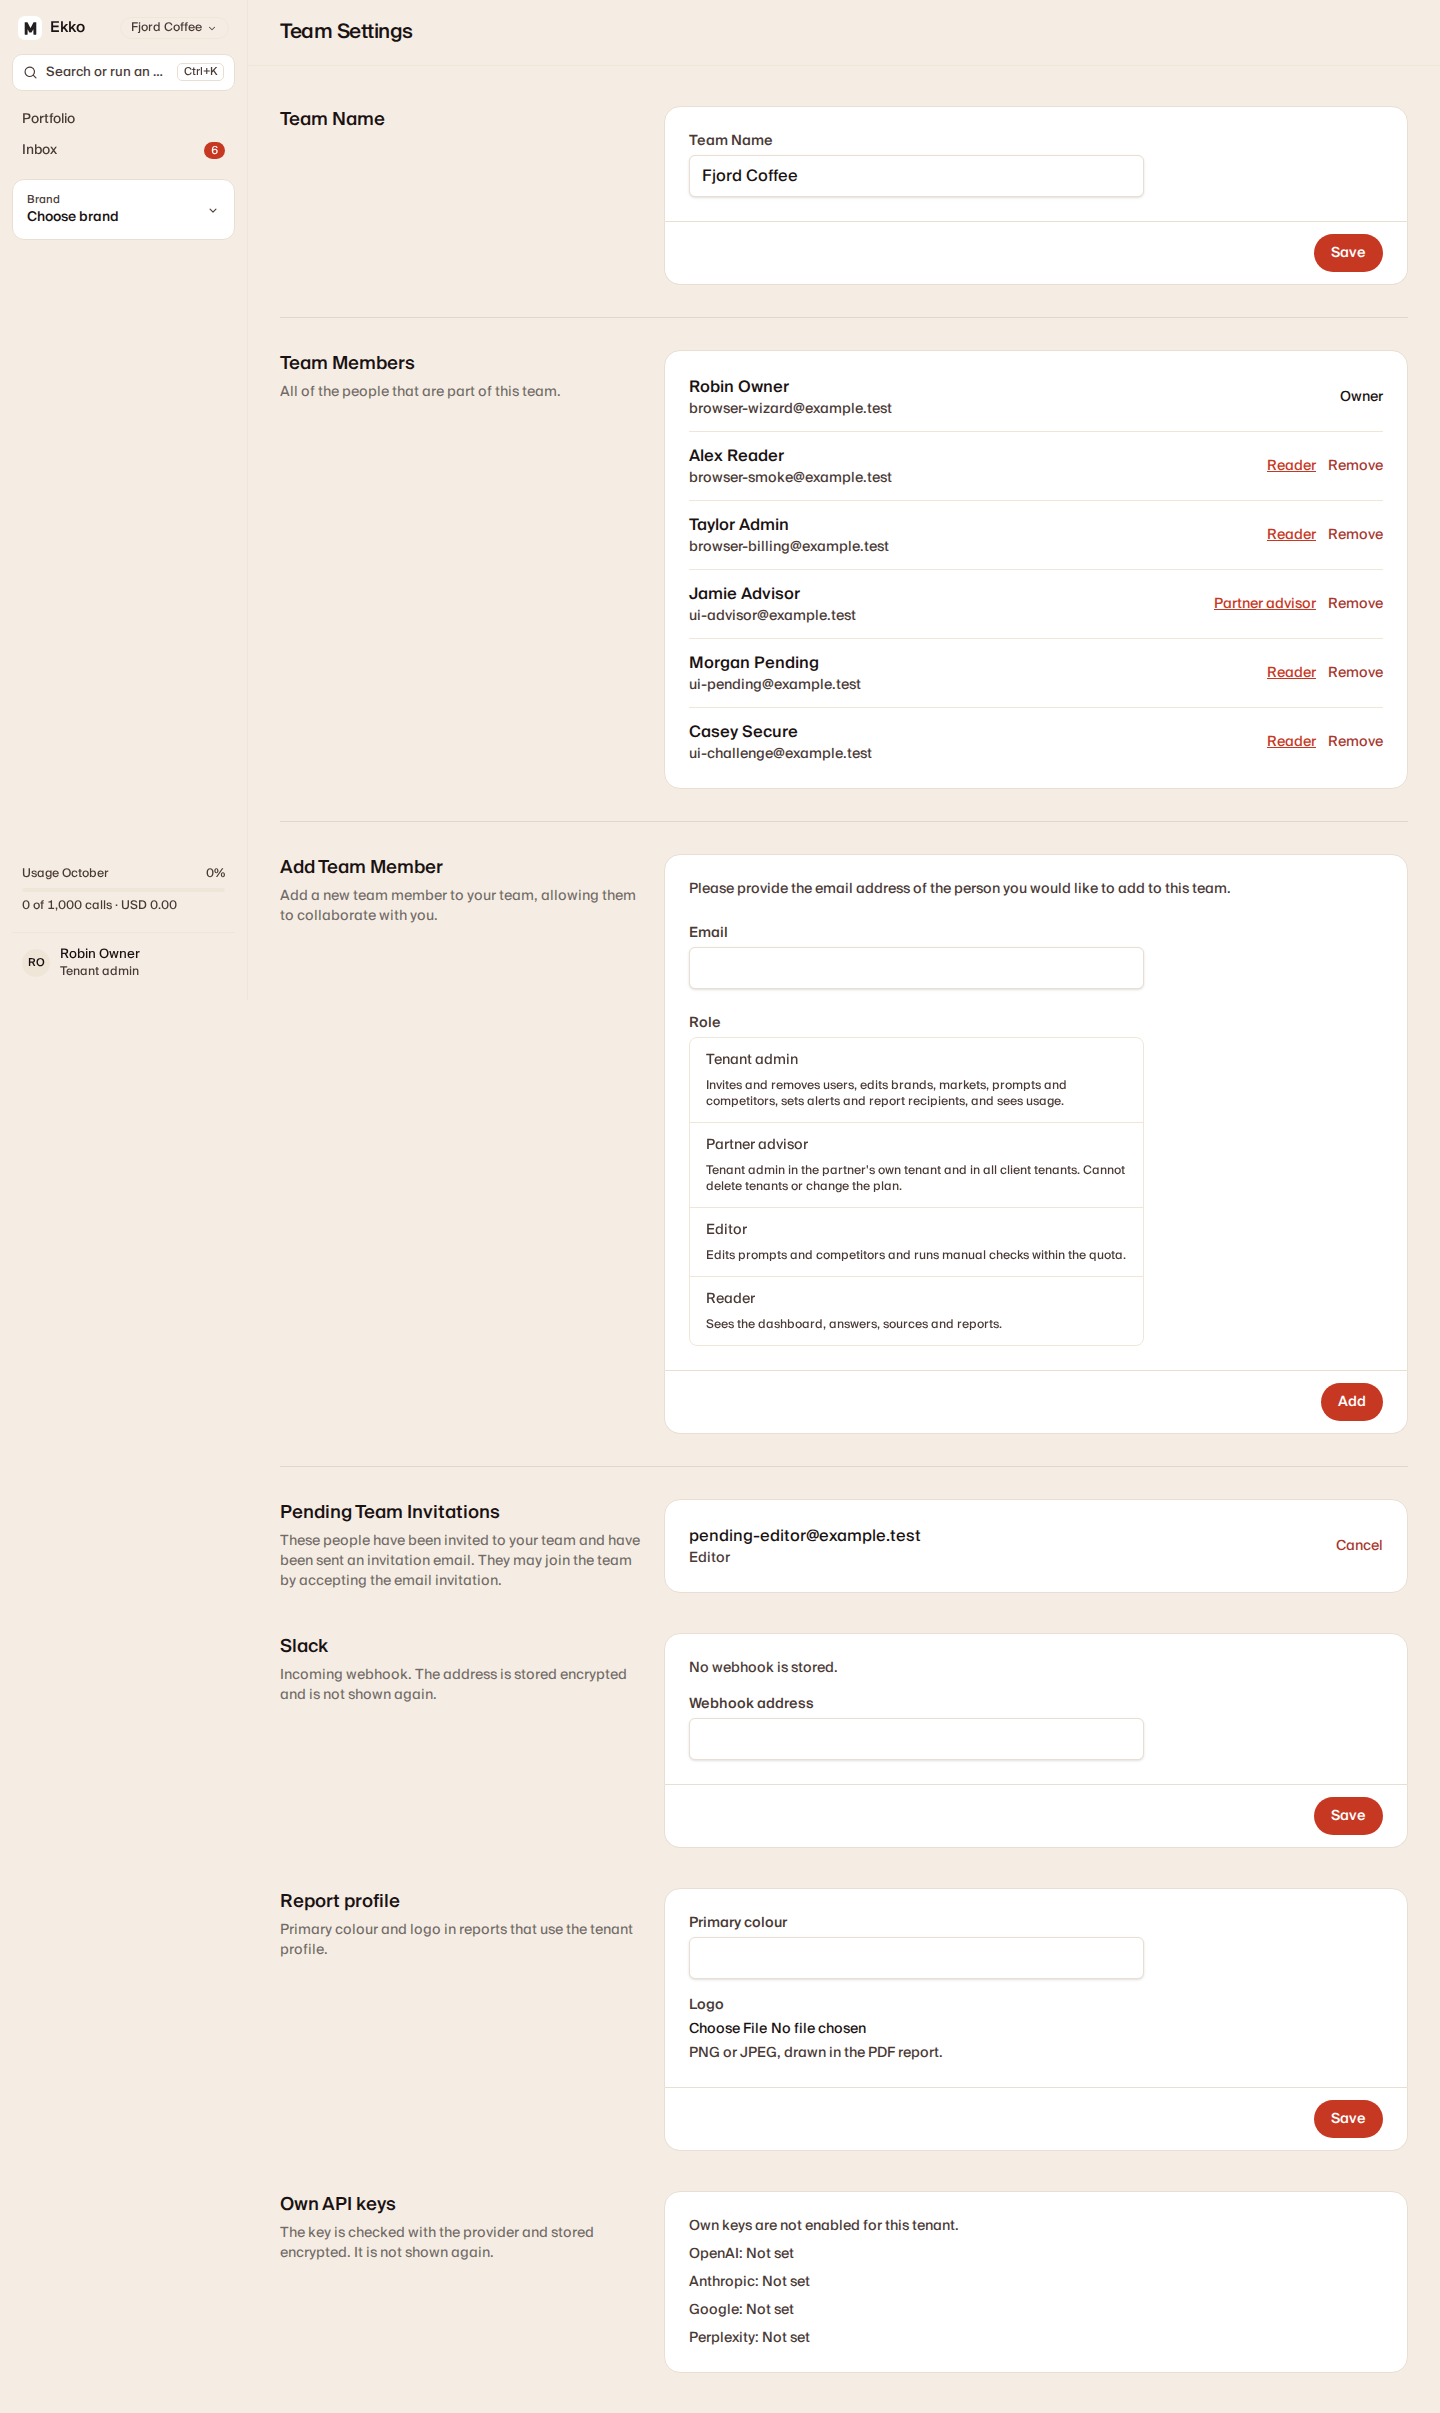 Ekko
Fjord Coffee
Search or run an ...
Ctrl+K
Portfolio
Inbox
6
Brand
Choose brand
Usage October
0%
0 of 1,000 calls · USD 0.00
RO
Robin Owner
Tenant admin
Team Settings
Team Name
Team Name
Fjord Coffee
Save
Team Members
All of the people that are part of this team.
Robin Owner
browser-wizard@example.test
Owner
Alex Reader
browser-smoke@example.test
Reader Remove
Taylor Admin
browser-billing@example.test
Reader Remove
Jamie Advisor
ui-advisor@example.test
Partner advisor Remove
Morgan Pending
ui-pending@example.test
Reader Remove
Casey Secure
ui-challenge@example.test
Reader Remove
Add Team Member
Add a new team member to your team, allowing them
to collaborate with you.
Please provide the email address of the person you would like to add to this team.
Email
Role
Tenant admin
Invites and removes users, edits brands, markets, prompts and
competitors, sets alerts and report recipients, and sees usage.
Partner advisor
Tenant admin in the partner's own tenant and in all client tenants. Cannot
delete tenants or change the plan.
Editor
Edits prompts and competitors and runs manual checks within the quota.
Reader
Sees the dashboard, answers, sources and reports.
Add
Pending Team Invitations
These people have been invited to your team and have
been sent an invitation email. They may join the team
by accepting the email invitation.
pending-editor@example.test
Editor
Cancel
Slack
Incoming webhook. The address is stored encrypted
and is not shown again.
No webhook is stored.
Webhook address
Save
Report profile
Primary colour and logo in reports that use the tenant
profile.
Primary colour
Logo
Choose File No file chosen
PNG or JPEG, drawn in the PDF report.
Save
Own API keys
The key is checked with the provider and stored
encrypted. It is not shown again.
Own keys are not enabled for this tenant.
OpenAI: Not set
Anthropic: Not set
Google: Not set
Perplexity: Not set